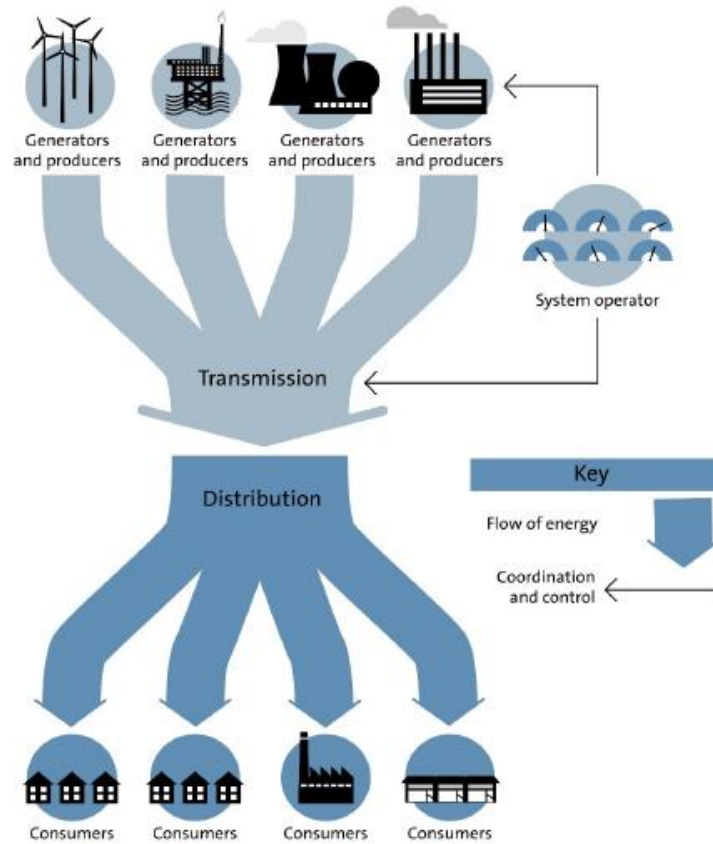 Generators
and producers
Generators
and producers
Generators
and producers
Generators
and producers
System operator
Transmission
Distribution
Key
Flow of energy
Coordination
and control
Consumers
Consumers
Consumers
Consumers